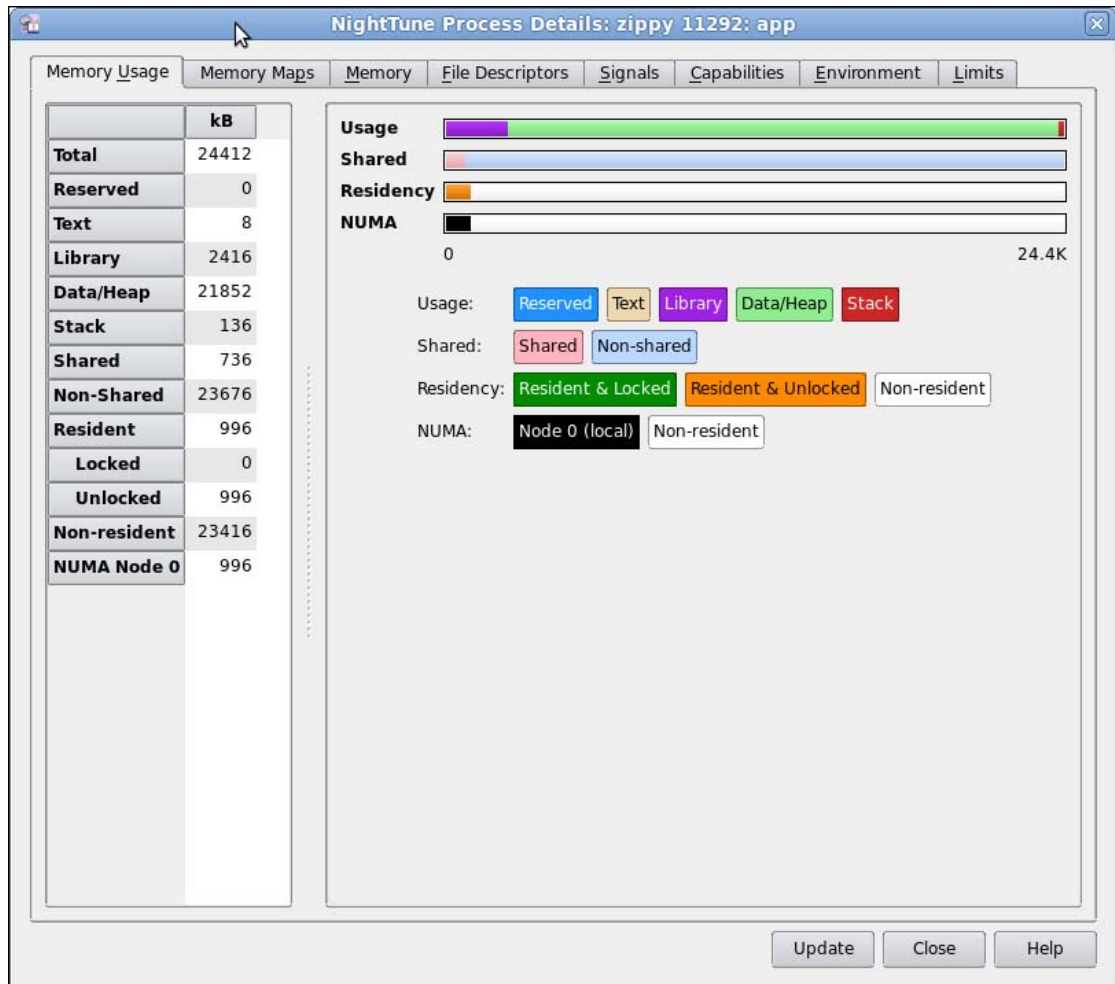 NightTune Process Details: zippy 11292: app
Memory Usage Memory Maps Memory File Descriptors Signals Capabilities Environment Limits
kB
Total 24412
Reserved 0
Text 8
Library 2416
Data/Heap 21852
Stack 136
Shared 736
Non-Shared 23676
Resident 996
Locked 0
Unlocked 996
Non-resident 23416
NUMA Node 0 996
Usage
Shared
Residency
NUMA
0 24.4K
Usage: Reserved Text Library Data/Heap Stack
Shared: Shared Non-shared
Residency: Resident & Locked Resident & Unlocked Non-resident
NUMA: Node 0 (local) Non-resident
Update Close Help